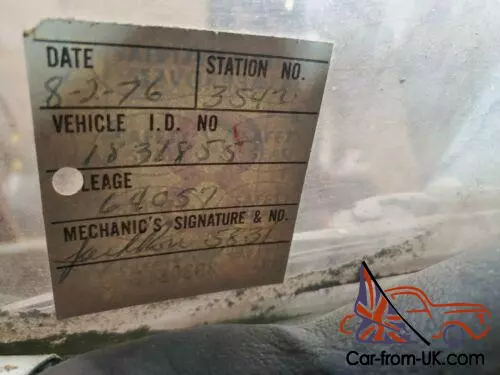 DATE STATION NO.
8-2-76 3542
VEHICLE I.D. NO
1831855
LEAGE
64057
MECHANIC'S SIGNATURE & NO.
5831
Car-from-UK.com